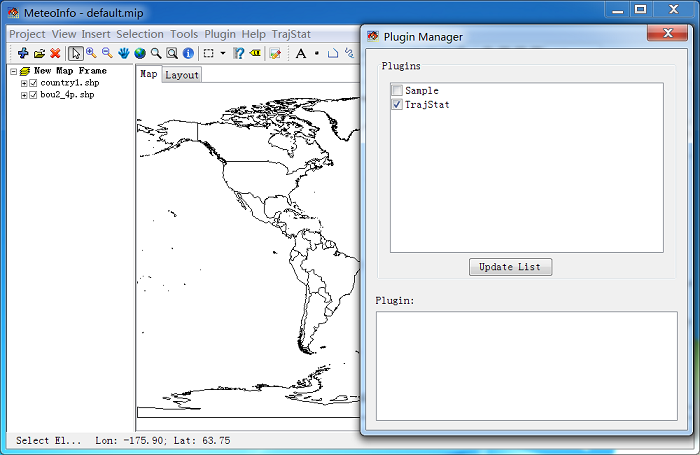 MeteoInfo - default.mip
Project View Insert Selection Tools Plugin Help TrajStat
New Map Frame
country1.shp
bou2_4p.shp
Map Layout
Select El... Lon: -175.90; Lat: 63.75
Plugin Manager
Plugins
Sample
TrajStat
Update List
Plugin: